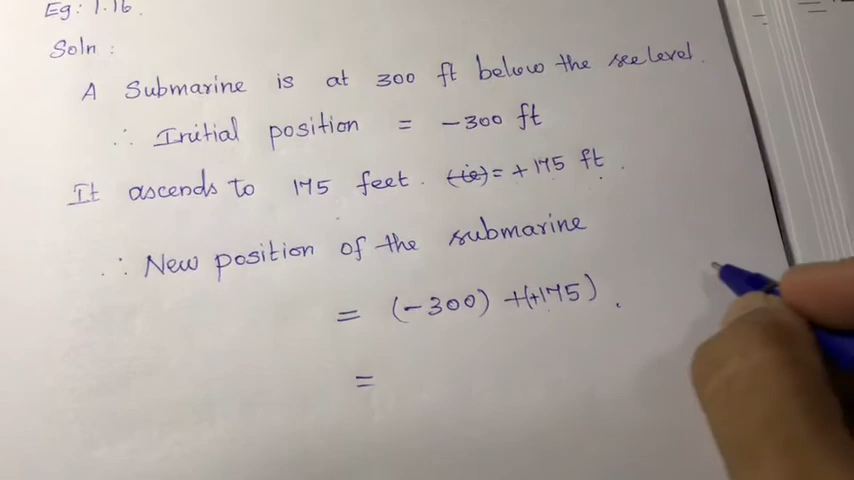 Eg: 1.16.
Soln :
A Submarine is at 300 ft below the see level.
∴ Initial position = -300 ft
It ascends to 175 feet. (ie) = +175 ft.
∴ New position of the submarine
= (-300) +(+175).
=